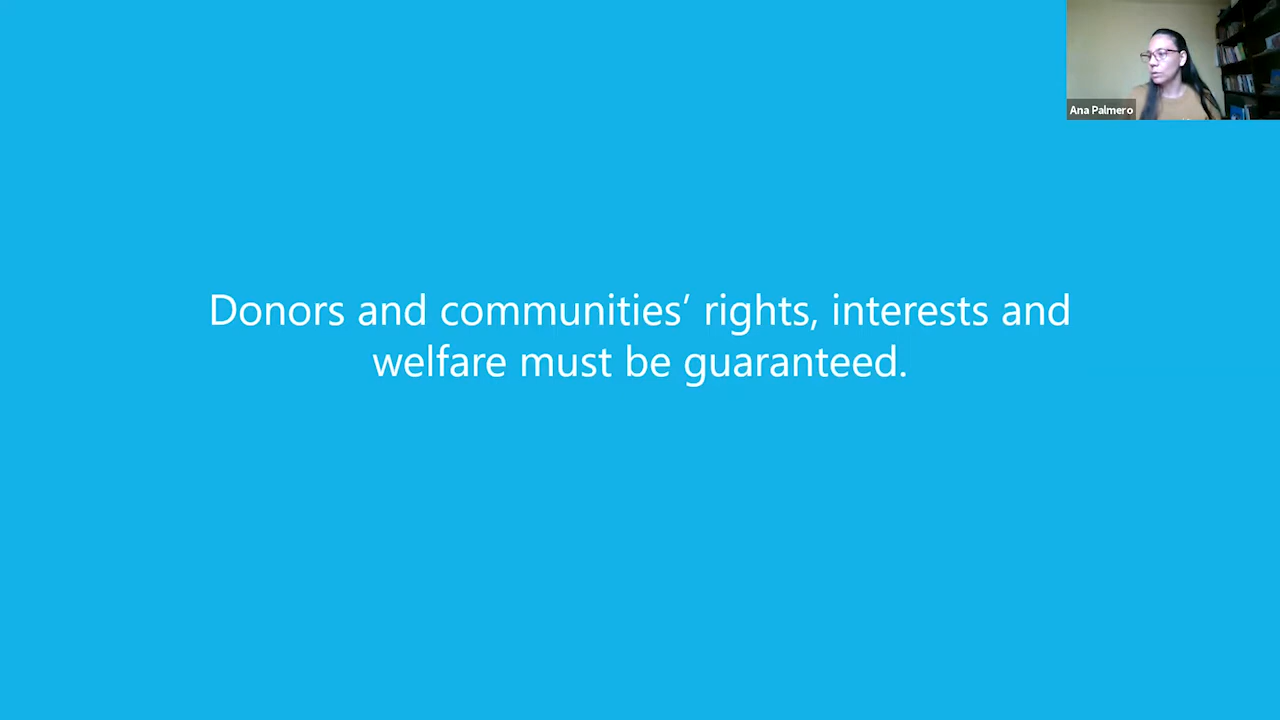 Ana Palmero
Donors and communities’ rights, interests and
welfare must be guaranteed.